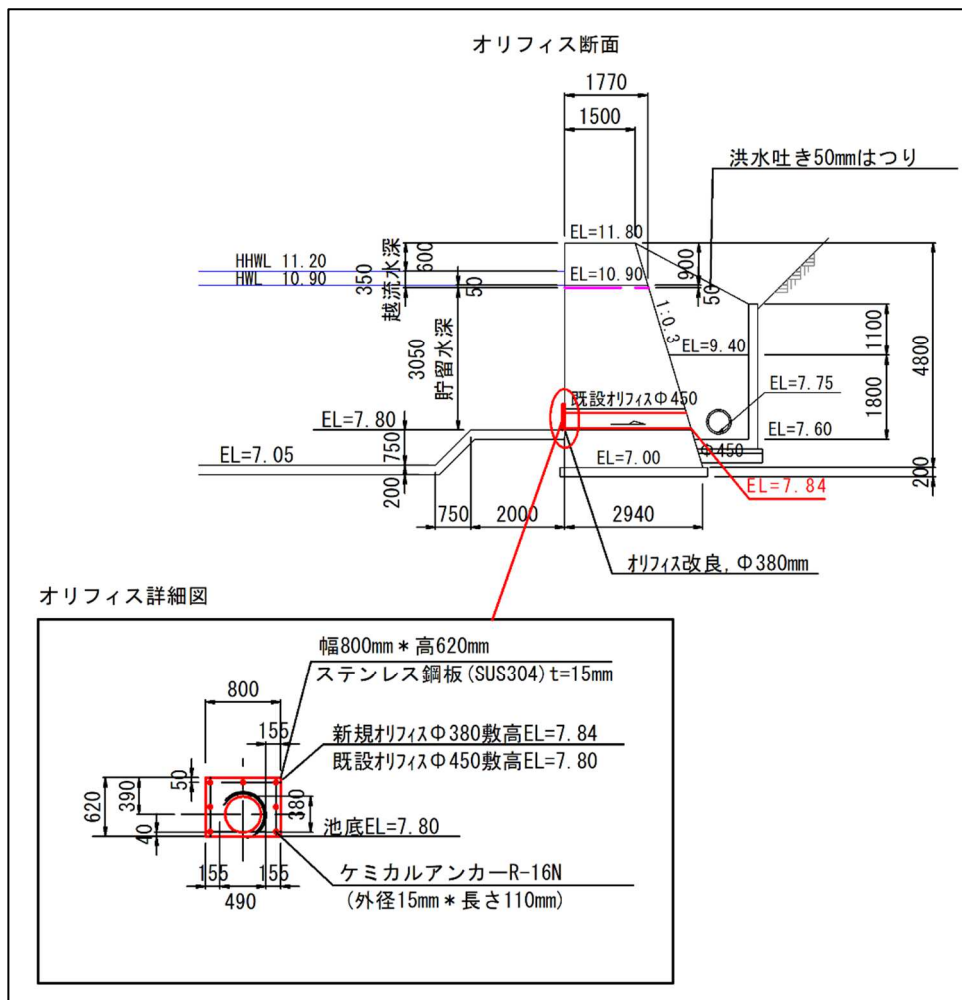 オリフィス断面
1770
1500
洪水吐き50mmはつり
EL=11.80
HHWL 11.20
HWL 10.90
600
350
越流水深
50
EL=10.90
900
50
1:0.3
3050
貯留水深
EL=9.40
1100
4800
1800
既設オリフィスΦ450
EL=7.75
EL=7.80
EL=7.60
750
EL=7.05
Φ450
EL=7.00
200
200
EL=7.84
750
2000
2940
オリフィス改良,Φ380mm
オリフィス詳細図
幅800mm*高620mm
ステンレス鋼板(SUS304)t=15mm
800
155
新規オリフィスΦ380敷高EL=7.84
既設オリフィスΦ450敷高EL=7.80
50
390
620
380
40
池底EL=7.80
155
155
490
ケミカルアンカーR-16N
(外径15mm*長さ110mm)